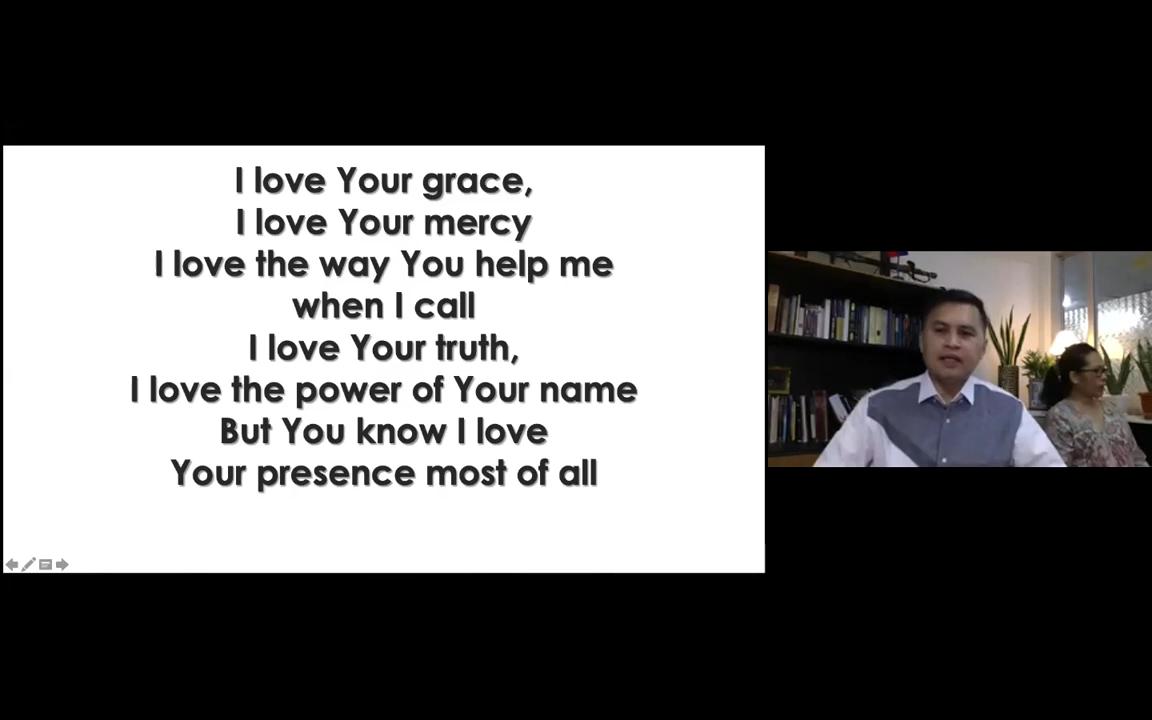 I love Your grace,
I love Your mercy
I love the way You help me
when I call
I love Your truth,
I love the power of Your name
But You know I love
Your presence most of all